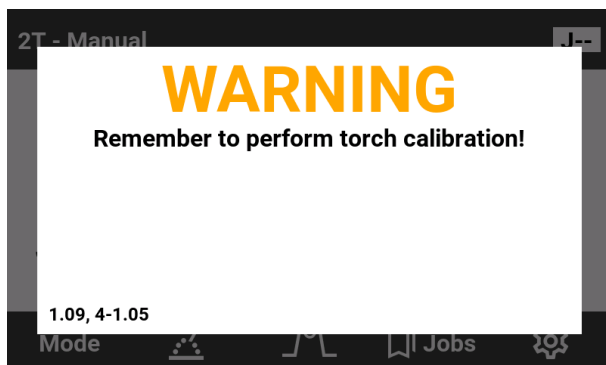 2T - Manual
J--
WARNING
Remember to perform torch calibration!
1.09, 4-1.05
Mode
Jobs